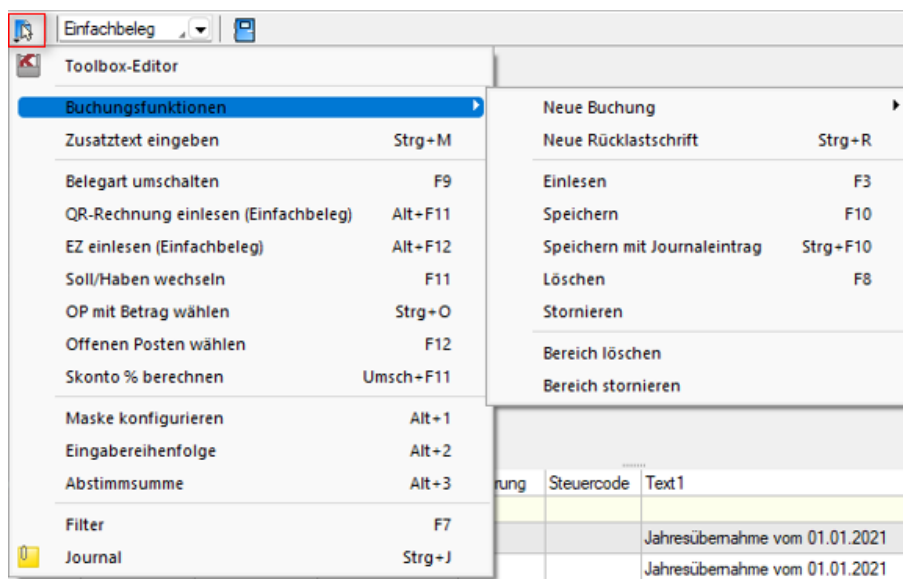 Einfachbeleg
Toolbox-Editor
Buchungsfunktionen
Zusatztext eingeben Strg+M
Belegart umschalten F9
QR-Rechnung einlesen (Einfachbeleg) Alt+F11
EZ einlesen (Einfachbeleg) Alt+F12
Soll/Haben wechseln F11
OP mit Betrag wählen Strg+O
Offenen Posten wählen F12
Skonto % berechnen Umsch+F11
Maske konfigurieren Alt+1
Eingabereihenfolge Alt+2
Abstimmsumme Alt+3
Filter F7
Journal Strg+J
Neue Buchung
Neue Rücklastschrift Strg+R
Einlesen F3
Speichern F10
Speichern mit Journaleintrag Strg+F10
Löschen F8
Stornieren
Bereich löschen
Bereich stornieren
rung Steuercode Text1
Jahresübernahme vom 01.01.2021
Jahresübernahme vom 01.01.2021